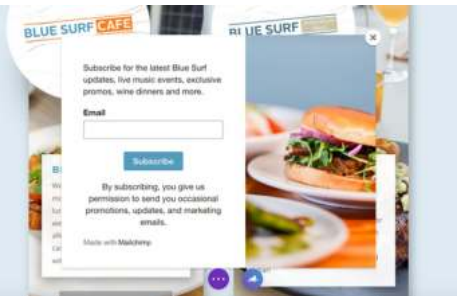 BLUE SURF CAFE
BLUE SURF
Subscribe for the latest Blue Surf
updates, live music events, exclusive
promos, wine dinners and more.
Email
Subscribe
By subscribing, you give us
permission to send you occasional
promotions, updates, and marketing
emails.
Made with Mailchimp